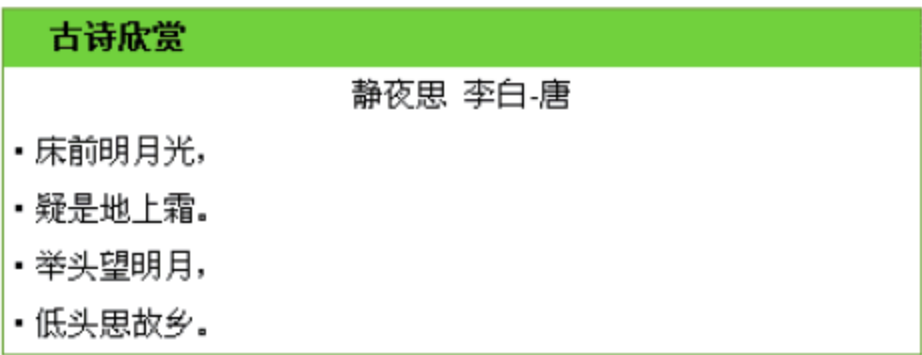 古诗欣赏
静夜思 李白-唐
▪床前明月光，
▪疑是地上霜。
▪举头望明月，
▪低头思故乡。